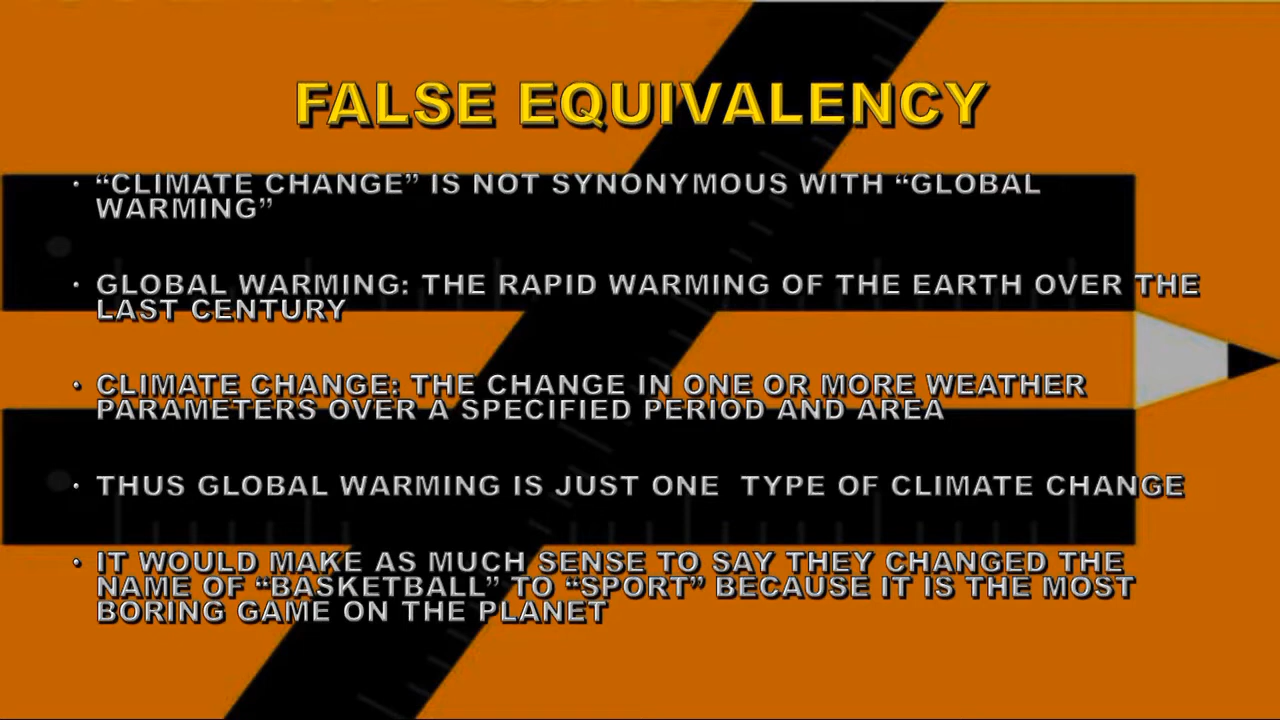 FALSE EQUIVALENCY
• “CLIMATE CHANGE” IS NOT SYNONYMOUS WITH “GLOBAL
WARMING”
• GLOBAL WARMING: THE RAPID WARMING OF THE EARTH OVER THE
LAST CENTURY
• CLIMATE CHANGE: THE CHANGE IN ONE OR MORE WEATHER
PARAMETERS OVER A SPECIFIED PERIOD AND AREA
• THUS GLOBAL WARMING IS JUST ONE  TYPE OF CLIMATE CHANGE
• IT WOULD MAKE AS MUCH SENSE TO SAY THEY CHANGED THE
NAME OF “BASKETBALL” TO “SPORT” BECAUSE IT IS THE MOST
BORING GAME ON THE PLANET